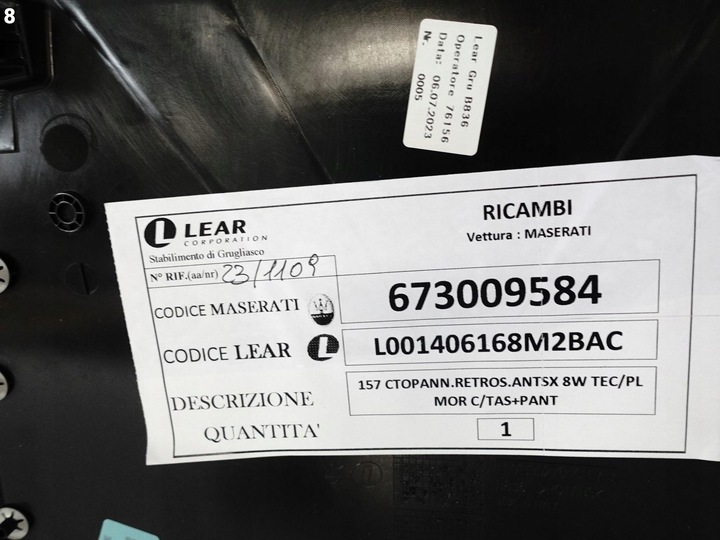 8
Lear Gru B836
Operatore 76156
Data: 06.07.2023
Nr. 0005
LEAR
CORPORATION
Stabilimento di Grugliasco
RICAMBI
Vettura : MASERATI
N° RIF.(aa/nr) 23/1109
CODICE MASERATI 673009584
CODICE LEAR L001406168M2BAC
DESCRIZIONE 157 CTOPANN.RETROS.ANTSX 8W TEC/PL
MOR C/TAS+PANT
QUANTITA' 1